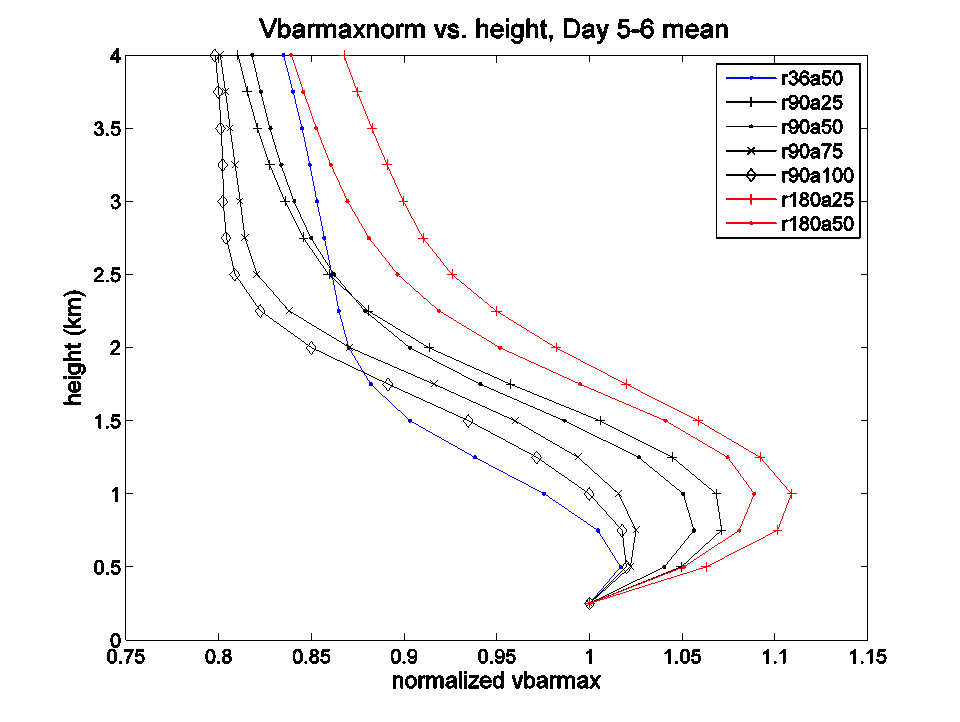 Vbarmaxnorm vs. height, Day 5-6 mean
r36a50
r90a25
r90a50
r90a75
r90a100
r180a25
r180a50
4
3.5
3
2.5
2
1.5
1
0.5
0
height (km)
0.75 0.8 0.85 0.9 0.95 1 1.05 1.1 1.15
normalized vbarmax